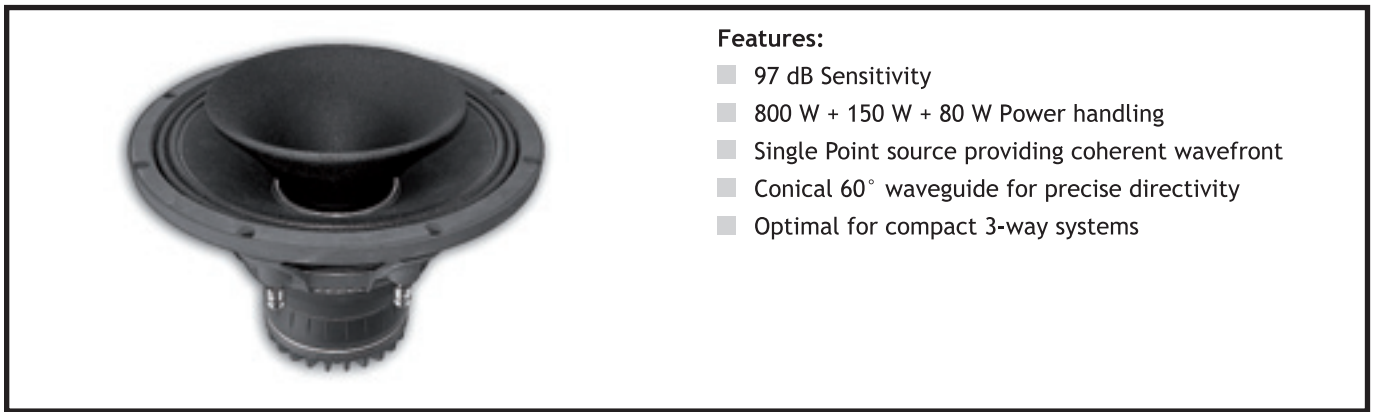 Features:
97 dB Sensitivity
800 W + 150 W + 80 W Power handling
Single Point source providing coherent wavefront
Conical 60° waveguide for precise directivity
Optimal for compact 3-way systems